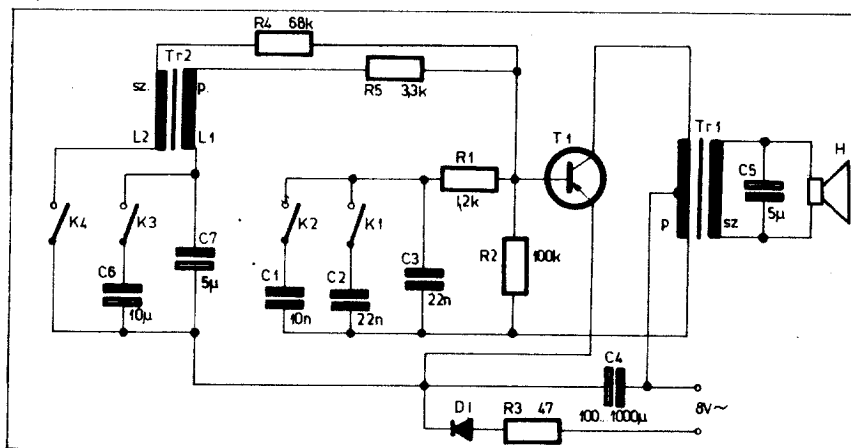 R4 68k
Tr2
sz. p.
R5 3,3k
L2 L1
T1
Tr1
R1
1,2k
H
C5
5µ
p sz
K4 K3
K2 K1
C7
5µ
R2 100k
C6
10µ
C1
10n
C2
22n
C3
22n
C4
100...1000µ
8V~
D1 R3 47